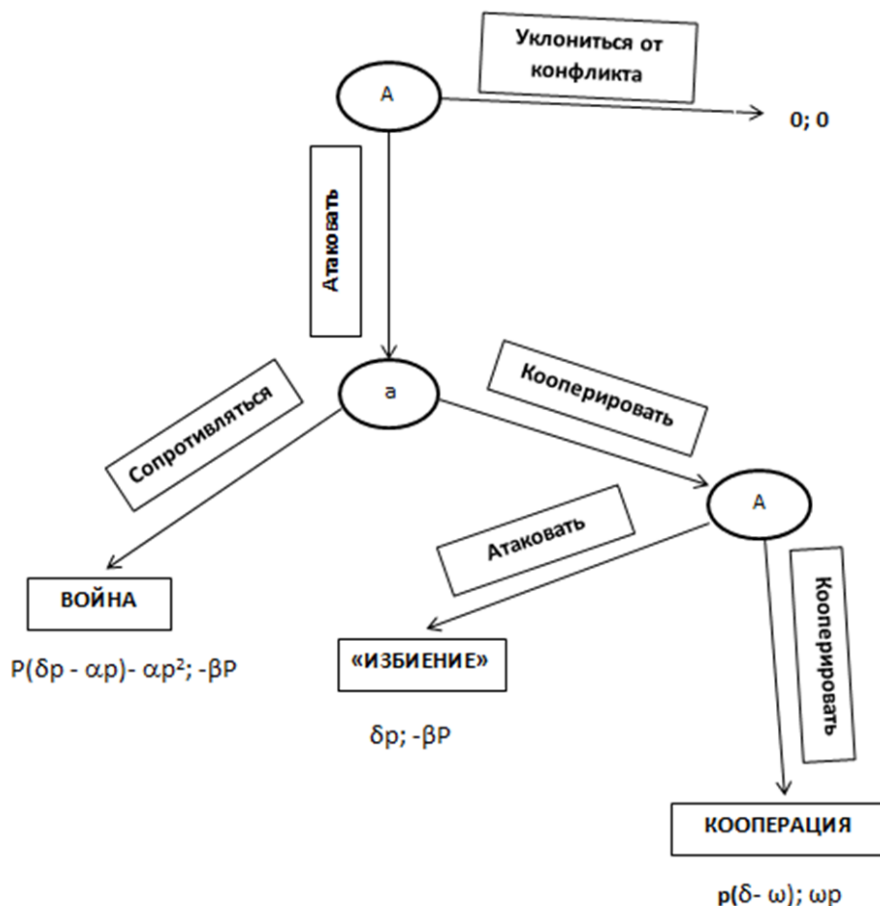 Уклониться от
конфликта
A
0; 0
Атаковать
a
Кооперировать
Сопротивляться
A
Атаковать
Кооперировать
ВОЙНА
P(δp - αp)- αp²; -βP
«ИЗБИЕНИЕ»
δp; -βP
КООПЕРАЦИЯ
p(δ- ω); ωp